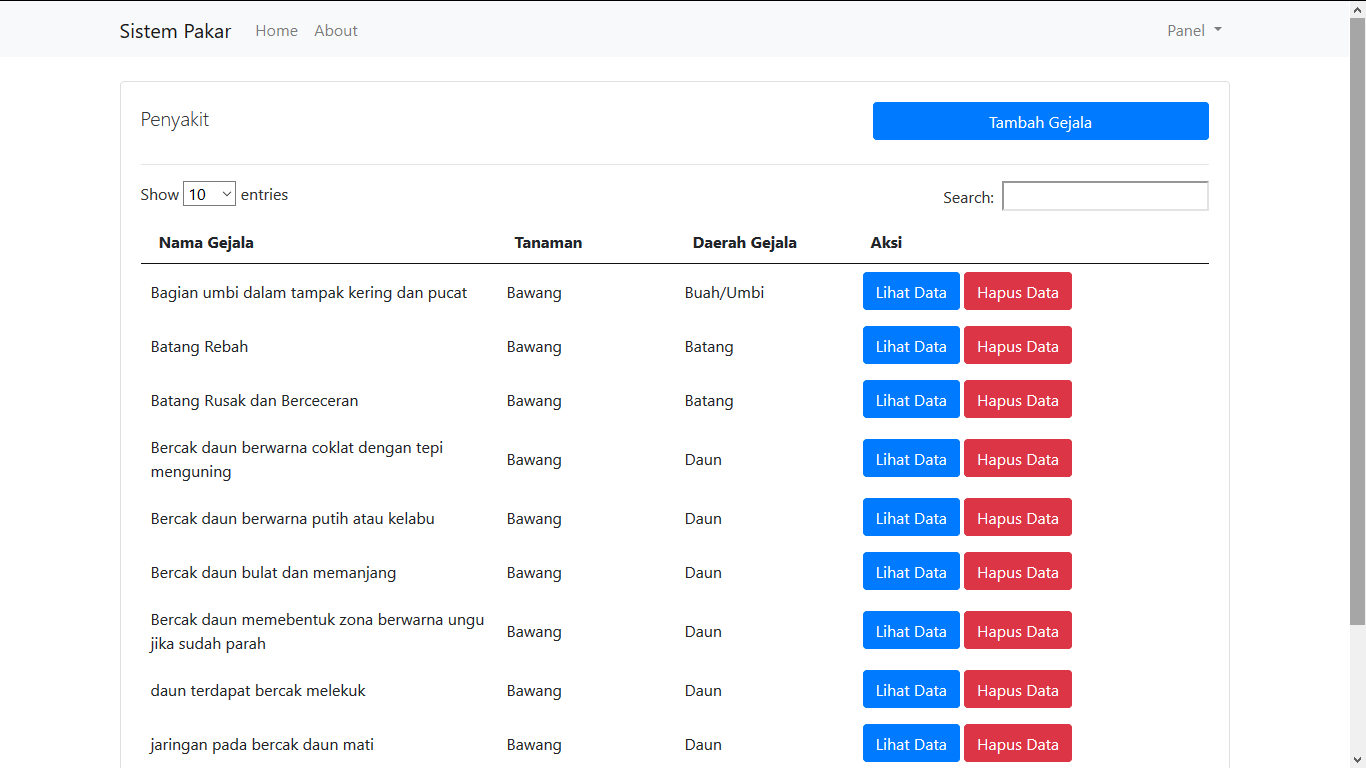 Sistem Pakar Home About Panel
Penyakit Tambah Gejala
Show 10 entries Search:
Nama Gejala Tanaman Daerah Gejala Aksi
Bagian umbi dalam tampak kering dan pucat Bawang Buah/Umbi Lihat Data Hapus Data
Batang Rebah Bawang Batang Lihat Data Hapus Data
Batang Rusak dan Berceceran Bawang Batang Lihat Data Hapus Data
Bercak daun berwarna coklat dengan tepi
menguning Bawang Daun Lihat Data Hapus Data
Bercak daun berwarna putih atau kelabu Bawang Daun Lihat Data Hapus Data
Bercak daun bulat dan memanjang Bawang Daun Lihat Data Hapus Data
Bercak daun memebentuk zona berwarna ungu
jika sudah parah Bawang Daun Lihat Data Hapus Data
daun terdapat bercak melekuk Bawang Daun Lihat Data Hapus Data
jaringan pada bercak daun mati Bawang Daun Lihat Data Hapus Data